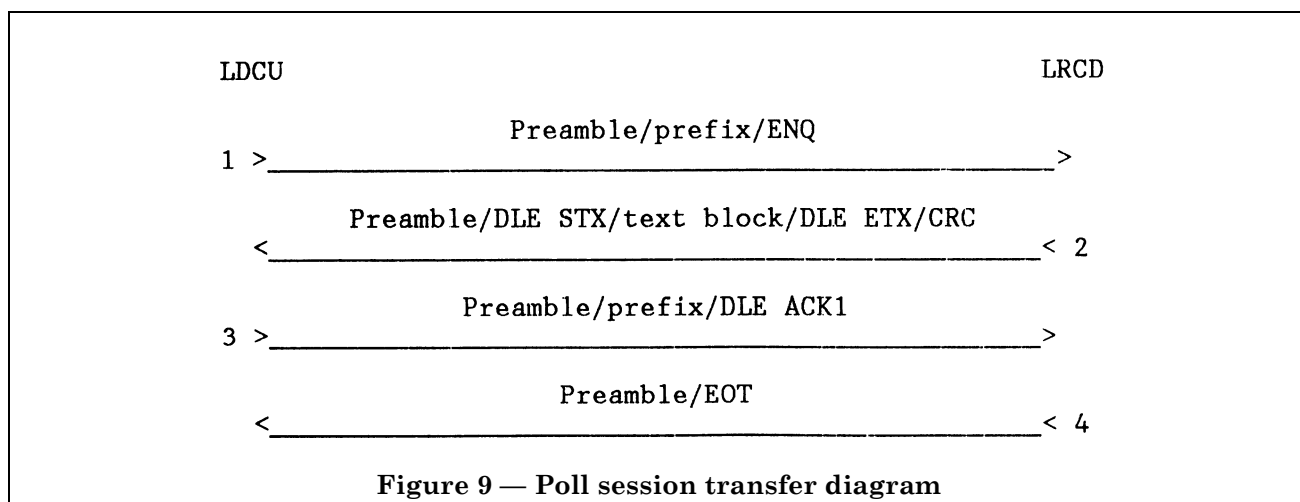 LDCU LRCD
Preamble/prefix/ENQ
1 > >
Preamble/DLE STX/text block/DLE ETX/CRC
< < 2
Preamble/prefix/DLE ACK1
3 > >
Preamble/EOT
< < 4
Figure 9 — Poll session transfer diagram